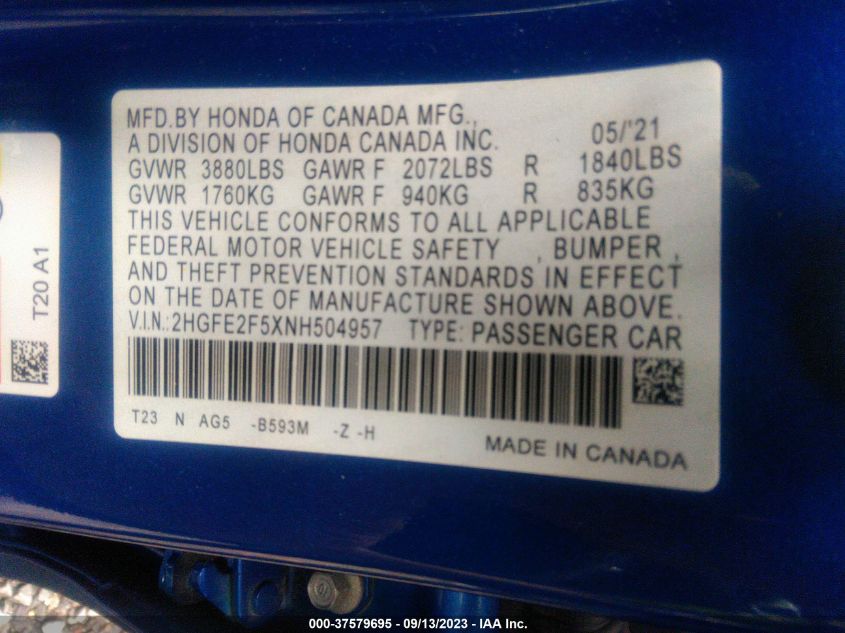 MFD.BY HONDA OF CANADA MFG.,
A DIVISION OF HONDA CANADA INC. 05/'21
GVWR 3880LBS GAWR F 2072LBS R 1840LBS
GVWR 1760KG GAWR F 940KG R 835KG
THIS VEHICLE CONFORMS TO ALL APPLICABLE
FEDERAL MOTOR VEHICLE SAFETY , BUMPER ,
AND THEFT PREVENTION STANDARDS IN EFFECT
ON THE DATE OF MANUFACTURE SHOWN ABOVE.
V.I.N.:2HGFE2F5XNH504957 TYPE: PASSENGER CAR
T23 N AG5 -B593M -Z -H
MADE IN CANADA
T20 A1
000-37579695 - 09/13/2023 - IAA Inc.